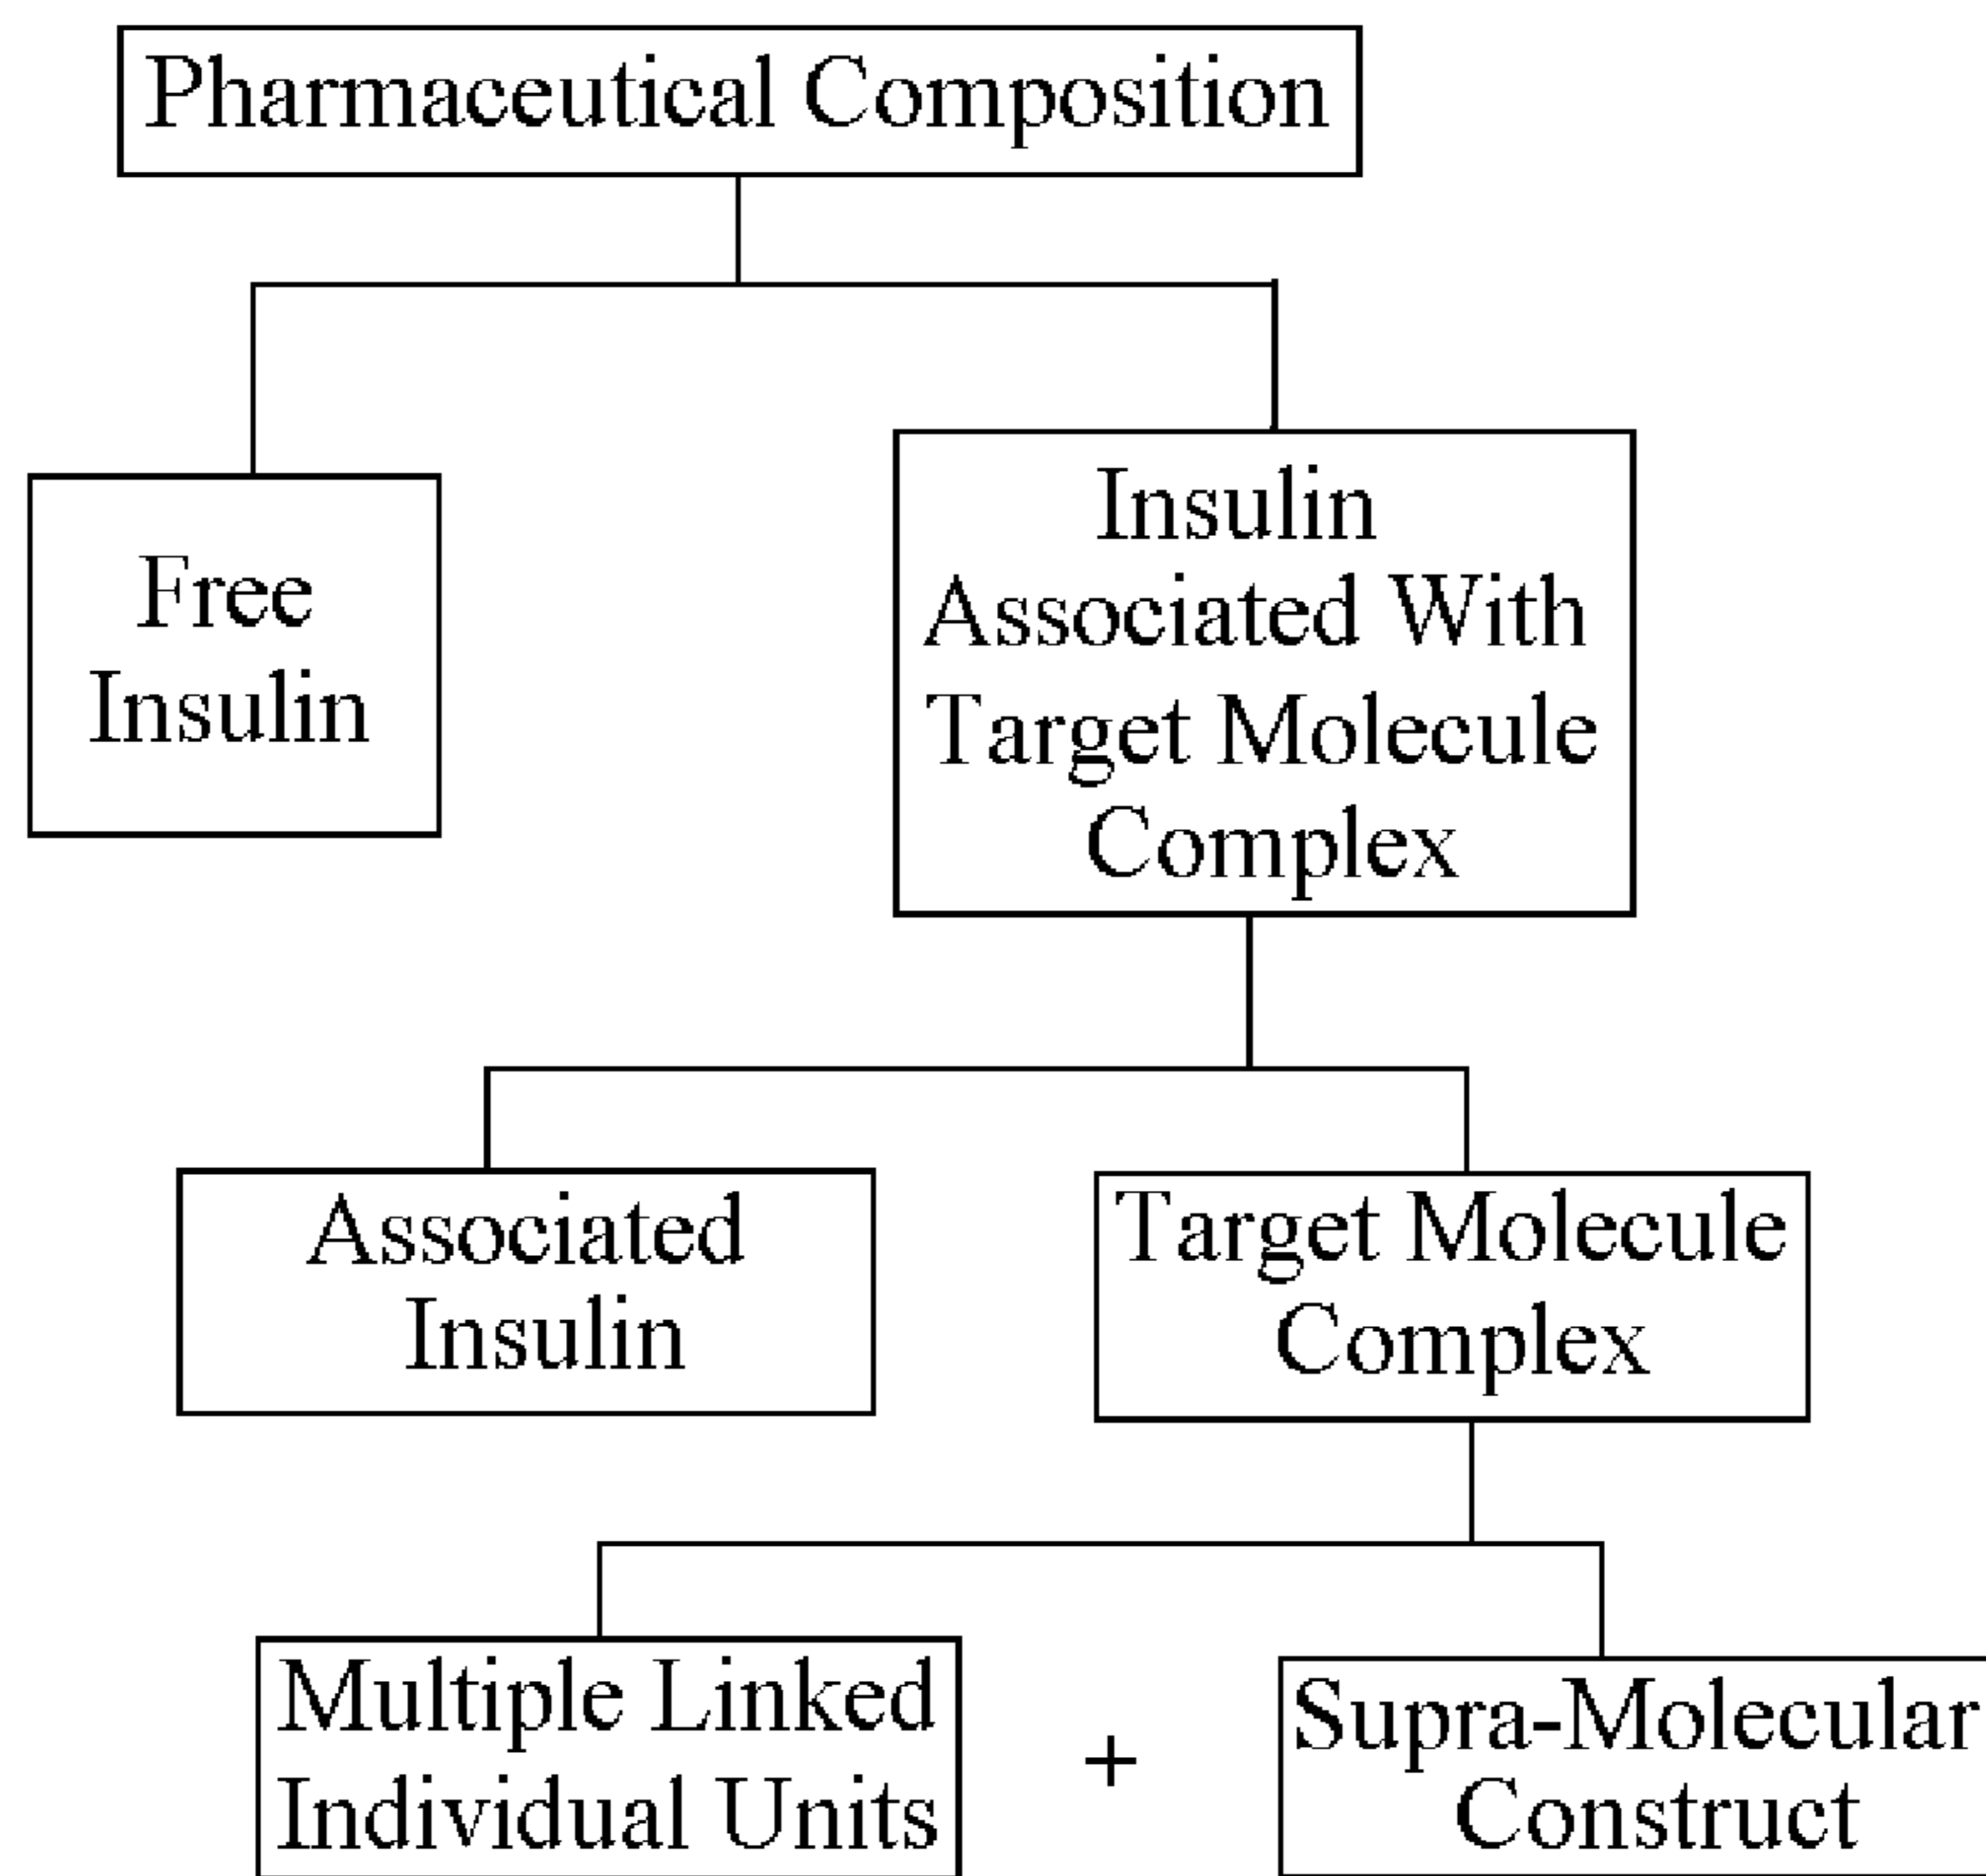 Pharmaceutical Composition
Free
Insulin
Insulin
Associated With
Target Molecule
Complex
Associated
Insulin
Target Molecule
Complex
Multiple Linked
Individual Units
+
Supra-Molecular
Construct